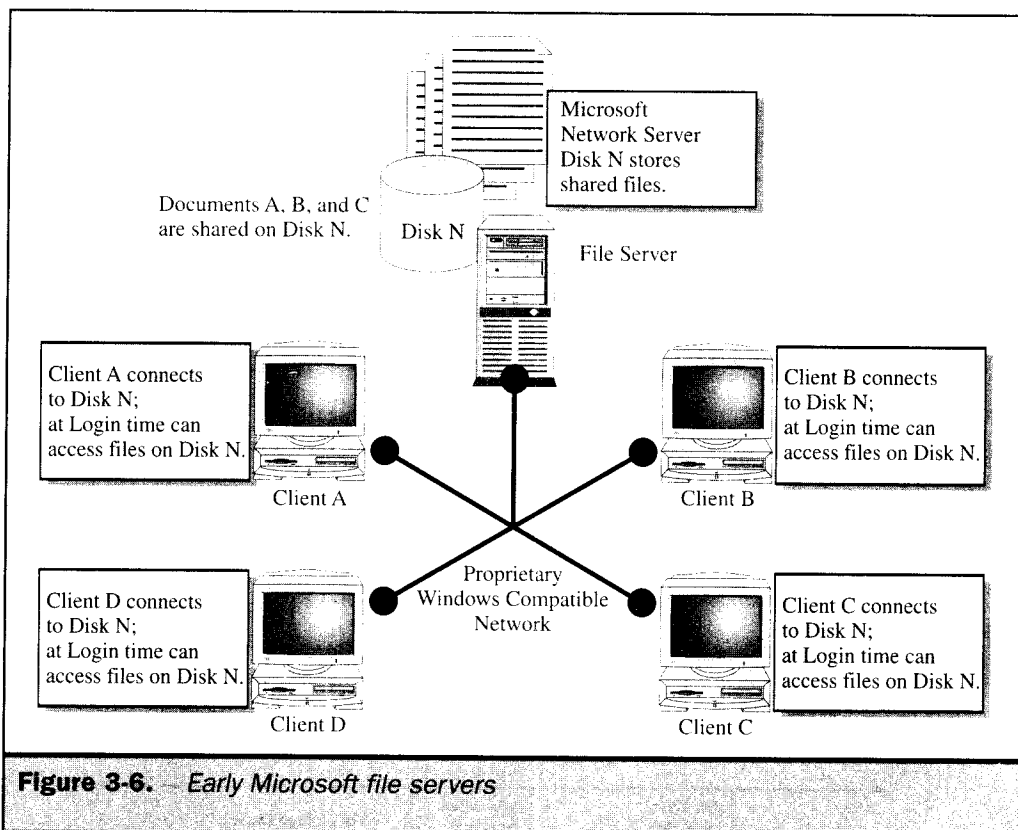 Microsoft
Network Server
Disk N stores
shared files.
Documents A, B, and C
are shared on Disk N.
Disk N
File Server
Client A connects
to Disk N;
at Login time can
access files on Disk N.
Client A
Client B connects
to Disk N;
at Login time can
access files on Disk N.
Client B
Proprietary
Windows Compatible
Network
Client D connects
to Disk N;
at Login time can
access files on Disk N.
Client D
Client C connects
to Disk N;
at Login time can
access files on Disk N.
Client C
Figure 3-6. Early Microsoft file servers